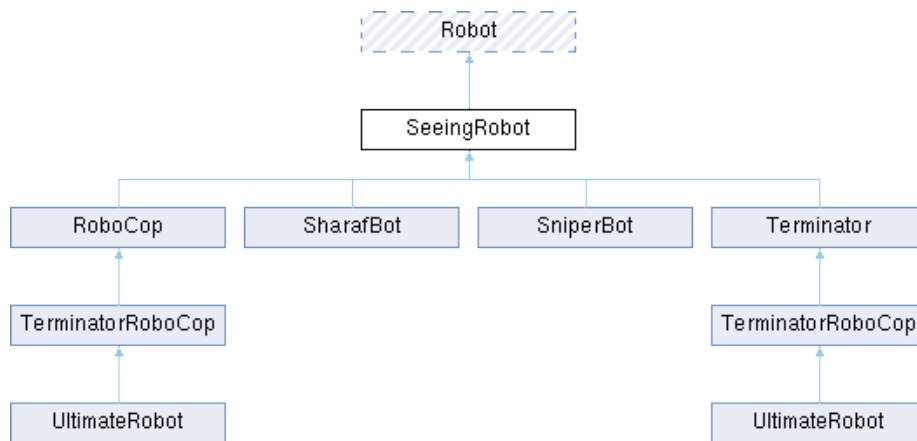 Robot
SeeingRobot
RoboCop
SharafBot
SniperBot
Terminator
TerminatorRoboCop
TerminatorRoboCop
UltimateRobot
UltimateRobot